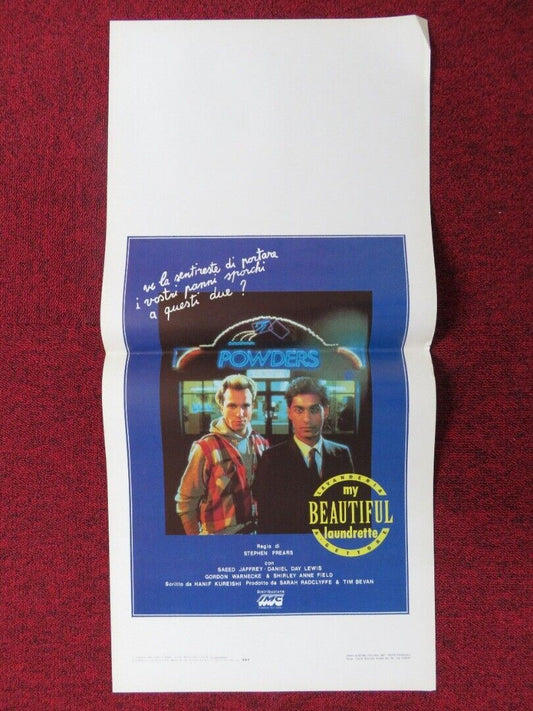 ve la sentireste di portare
i vostri panni sporchi
a questi due ?
POWDERS
LAVANDERIA
my
BEAUTIFUL
laundrette
A GETTONE
Regia di
STEPHEN FREARS
con
SAEED JAFFREY - DANIEL DAY LEWIS
GORDON WARNECKE & SHIRLEY ANNE FIELD
Scritto da HANIF KUREISHI Prodotto da SARAH RADCLYFFE & TIM BEVAN
Distribuzione
IMC